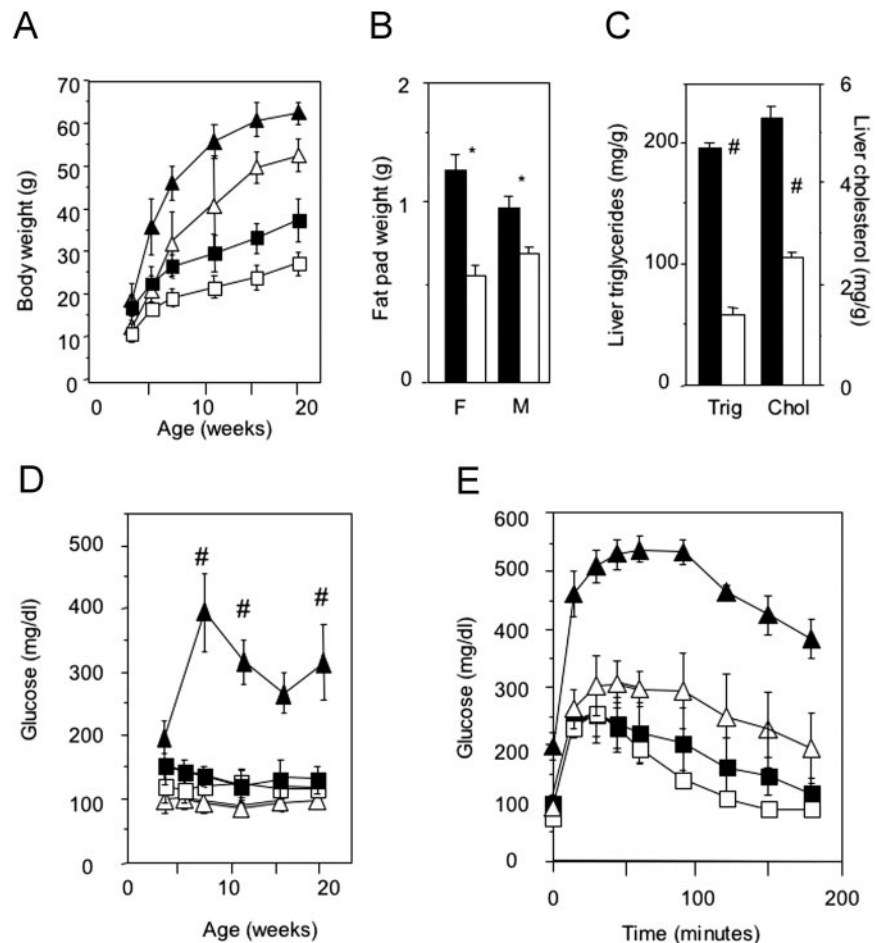 A
70
60
50
40
30
20
10
0
Body weight (g)
0 10 20
Age (weeks)
B
2
1
0
Fat pad weight (g)
*
*
F M
C
200
100
0
Liver triglycerides (mg/g)
#
#
6
4
2
0
Liver cholesterol (mg/g)
Trig Chol
D
500
400
300
200
100
0
Glucose (mg/dl)
#
#
#
0 10 20
Age (weeks)
E
600
500
400
300
200
100
0
Glucose (mg/dl)
0 100 200
Time (minutes)